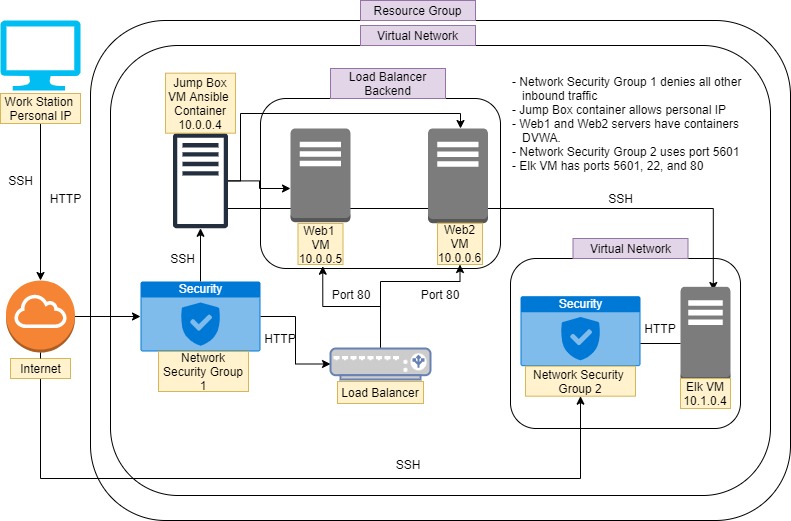 Resource Group
Virtual Network
Work Station
Personal IP
Jump Box
VM Ansible
Container
10.0.0.4
Load Balancer
Backend
- Network Security Group 1 denies all other
inbound traffic
- Jump Box container allows personal IP
- Web1 and Web2 servers have containers
DVWA.
- Network Security Group 2 uses port 5601
- Elk VM has ports 5601, 22, and 80
SSH
HTTP
SSH
Web1
VM
10.0.0.5
Web2
VM
10.0.0.6
SSH
Virtual Network
Security
Network
Security Group
1
HTTP
Port 80
Port 80
Load Balancer
Internet
Security
Network Security
Group 2
HTTP
Elk VM
10.1.0.4
SSH